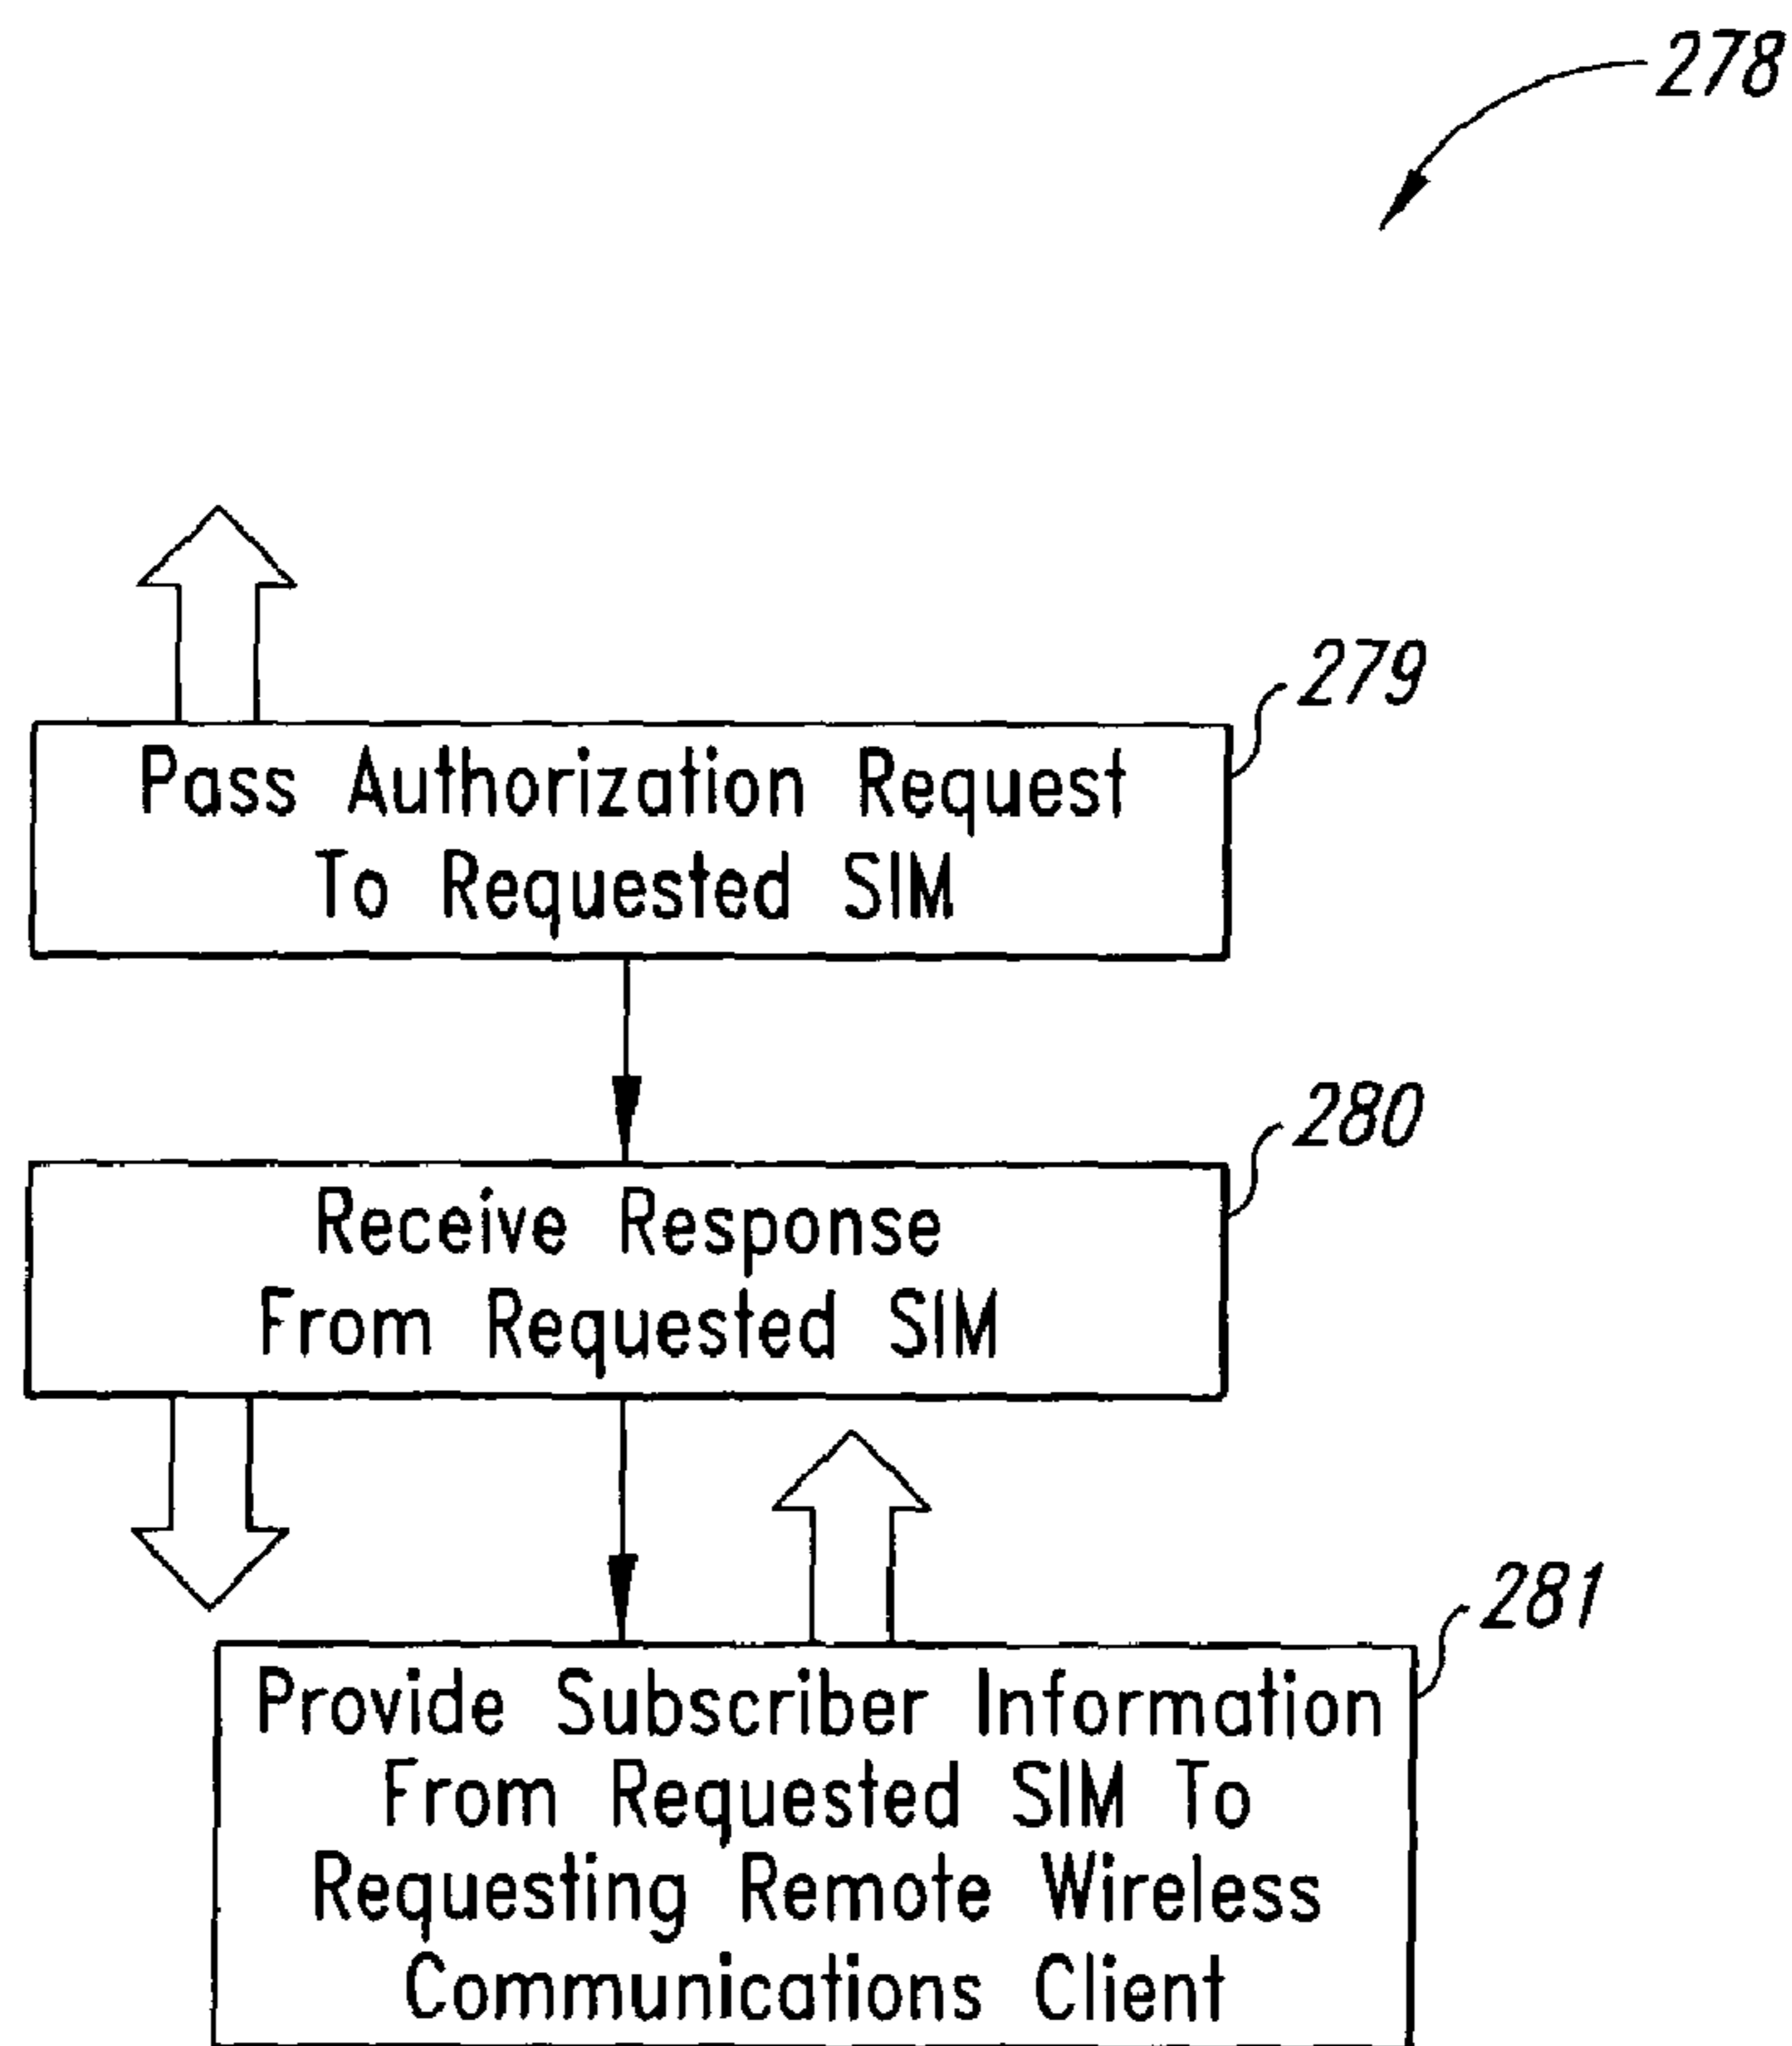 278
279
Pass Authorization Request
To Requested SIM
280
Receive Response
From Requested SIM
281
Provide Subscriber Information
From Requested SIM To
Requesting Remote Wireless
Communications Client